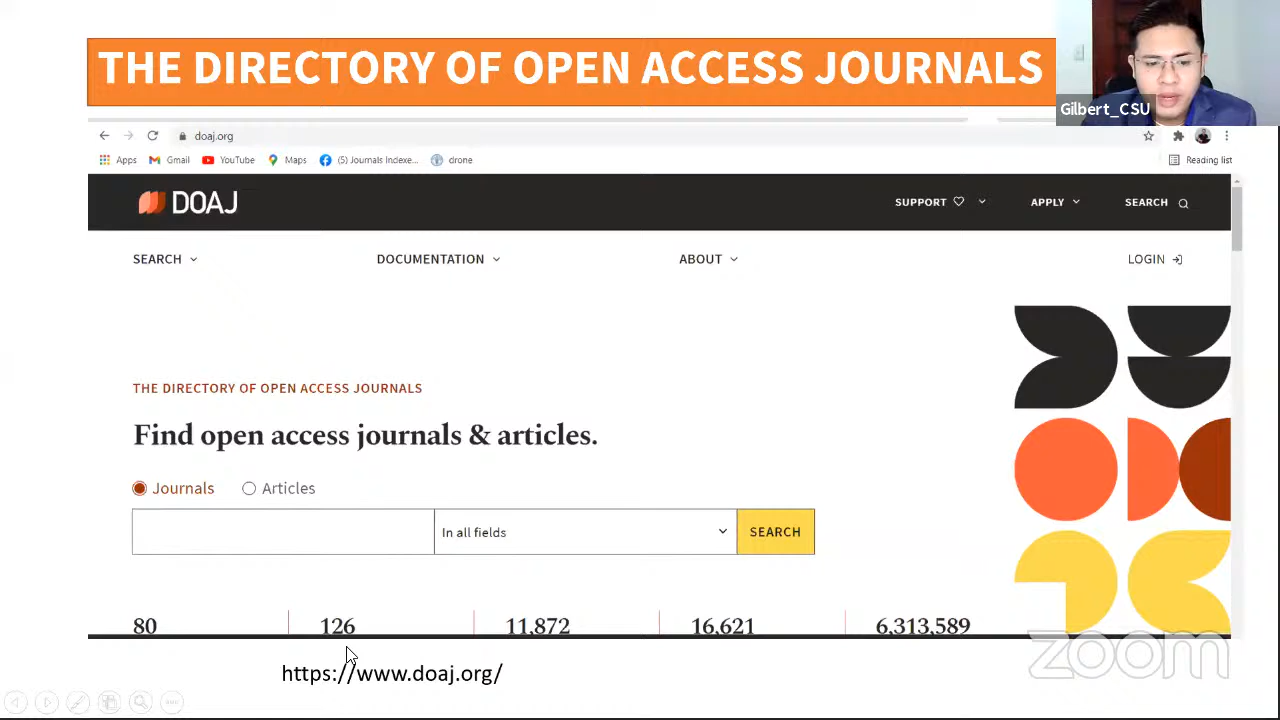 THE DIRECTORY OF OPEN ACCESS JOURNALS
Gilbert_CSU
doaj.org
Apps Gmail YouTube Maps (5) Journals Indexe... drone Reading list
DOAJ SUPPORT APPLY SEARCH
SEARCH DOCUMENTATION ABOUT LOGIN
THE DIRECTORY OF OPEN ACCESS JOURNALS
Find open access journals & articles.
Journals Articles
In all fields SEARCH
80 126 11,872 16,621 6,313,589
zoom
https://www.doaj.org/